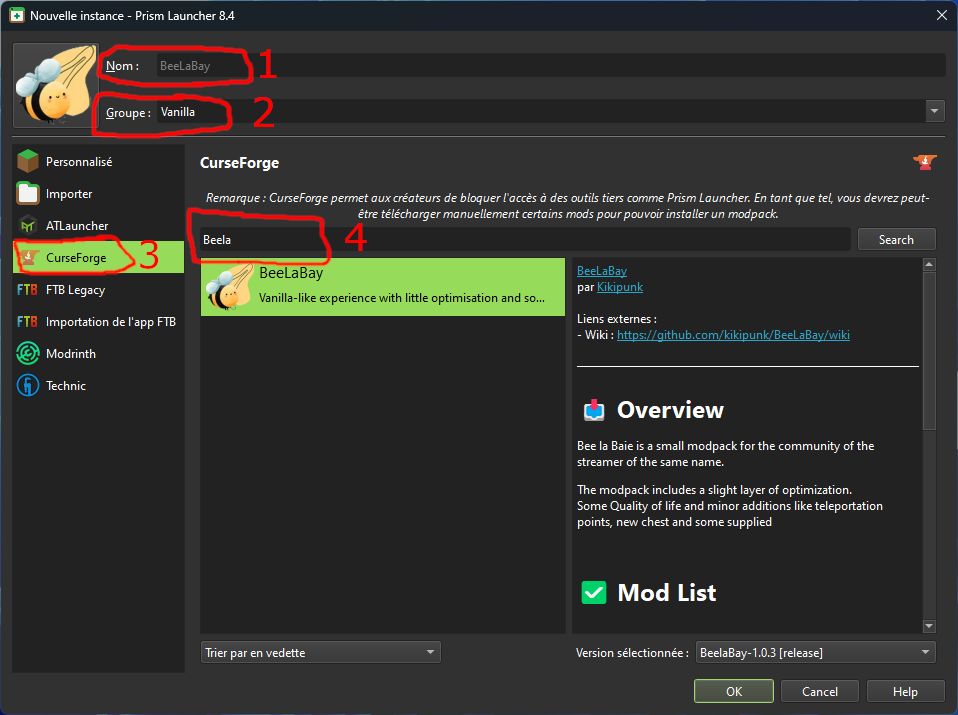 Nouvelle instance - Prism Launcher 8.4
Nom : BeeLaBay 1
Groupe : Vanilla 2
Personnalisé
Importer
ATLauncher
CurseForge 3
FTB FTB Legacy
FTB Importation de l'app FTB
Modrinth
Technic
CurseForge
Remarque : CurseForge permet aux créateurs de bloquer l'accès à des outils tiers comme Prism Launcher. En tant que tel, vous devrez peut-
être télécharger manuellement certains mods pour pouvoir installer un modpack.
Beela 4 Search
BeeLaBay
Vanilla-like experience with little optimisation and so...
BeeLaBay
par Kikipunk
Liens externes :
- Wiki : https://github.com/kikipunk/BeeLaBay/wiki
Overview
Bee la Baie is a small modpack for the community of the
streamer of the same name.
The modpack includes a slight layer of optimization.
Some Quality of life and minor additions like teleportation
points, new chest and some supplied
Mod List
Trier par en vedette
Version sélectionnée : BeelaBay-1.0.3 [release]
OK Cancel Help